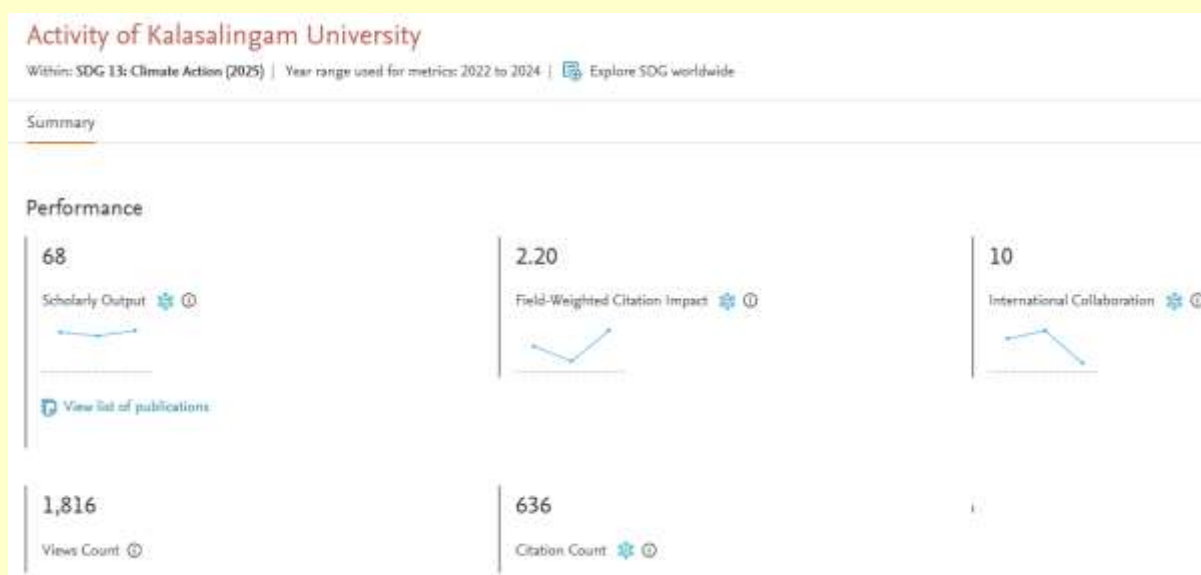 Activity of Kalasalingam University
Within: SDG 13: Climate Action (2025) | Year range used for metrics: 2022 to 2024 | Explore SDG worldwide
Summary
Performance
68
Scholarly Output
View list of publications
2.20
Field-Weighted Citation Impact
10
International Collaboration
1,816
Views Count
636
Citation Count